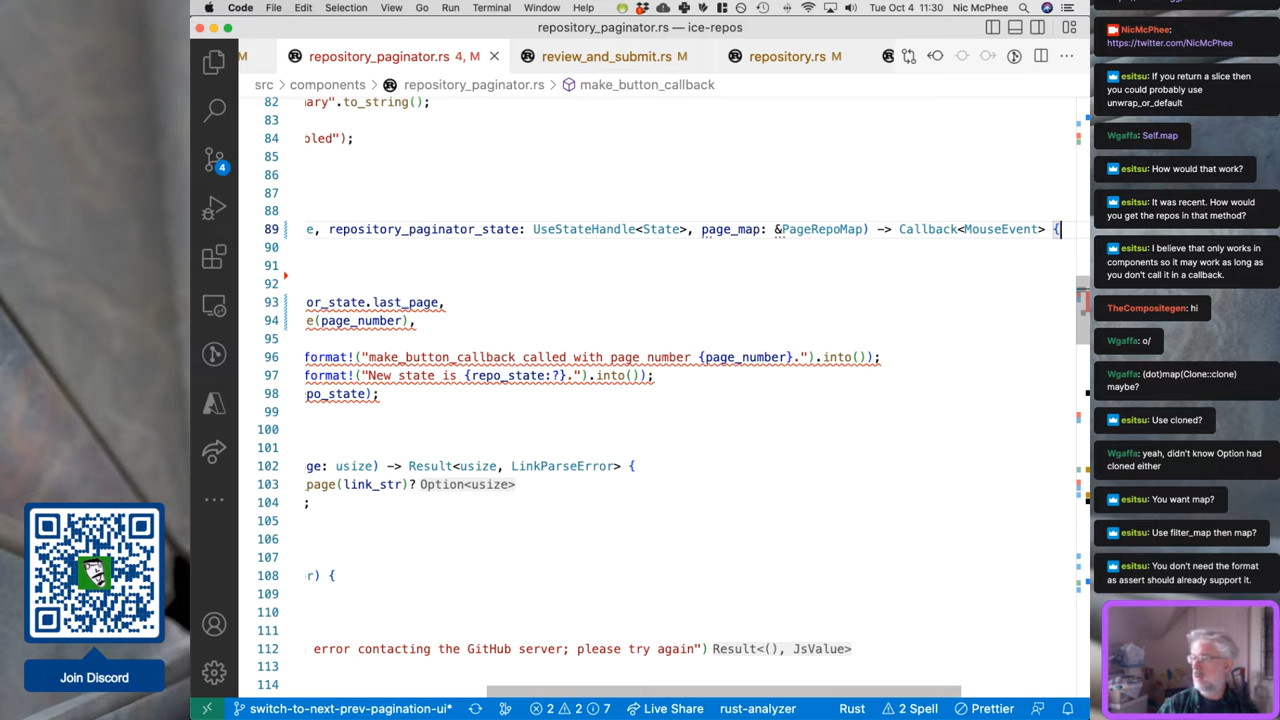 Code File Edit Selection View Go Run Terminal Window Help Tue Oct 4 11:30 Nic McPhee
repository_paginator.rs — ice-repos
M repository_paginator.rs 4, M review_and_submit.rs M repository.rs M
src > components > repository_paginator.rs > make_button_callback
82 mary".to_string();
83
84 oled");
85
86
87
88
89 e, repository_paginator_state: UseStateHandle<State>, page_map: &PageRepoMap) -> Callback<MouseEvent> {
90
91
92
93 or_state.last_page,
94 e(page_number),
95
96 format!("make_button_callback called with page number {page_number}.").into());
97 format!("New state is {repo_state:?}.").into());
98 po_state);
99
100
101
102 ge: usize) -> Result<usize, LinkParseError> {
103 page(link_str)? Option<usize>
104 ;
105
106
107
108 r) {
109
110
111
112 error contacting the GitHub server; please try again") Result<(), JsValue>
113
114
4
switch-to-next-prev-pagination-ui* 2 2 7 Live Share rust-analyzer Rust 2 Spell Prettier
Join Discord
NicMcPhee:
https://twitter.com/NicMcPhee
esitsu: If you return a slice then
you could probably use
unwrap_or_default
Wgaffa: Self.map
esitsu: How would that work?
esitsu: It was recent. How would
you get the repos in that method?
esitsu: I believe that only works in
components so it may work as long as
you don't call it in a callback.
TheCompositegen: hi
Wgaffa: o/
Wgaffa: (dot)map(Clone::clone)
maybe?
esitsu: Use cloned?
Wgaffa: yeah, didn't know Option had
cloned either
esitsu: You want map?
esitsu: Use filter_map then map?
esitsu: You don't need the format
as assert should already support it.